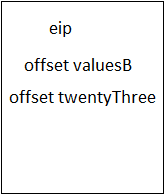 eip
offset valuesB
offset twentyThree